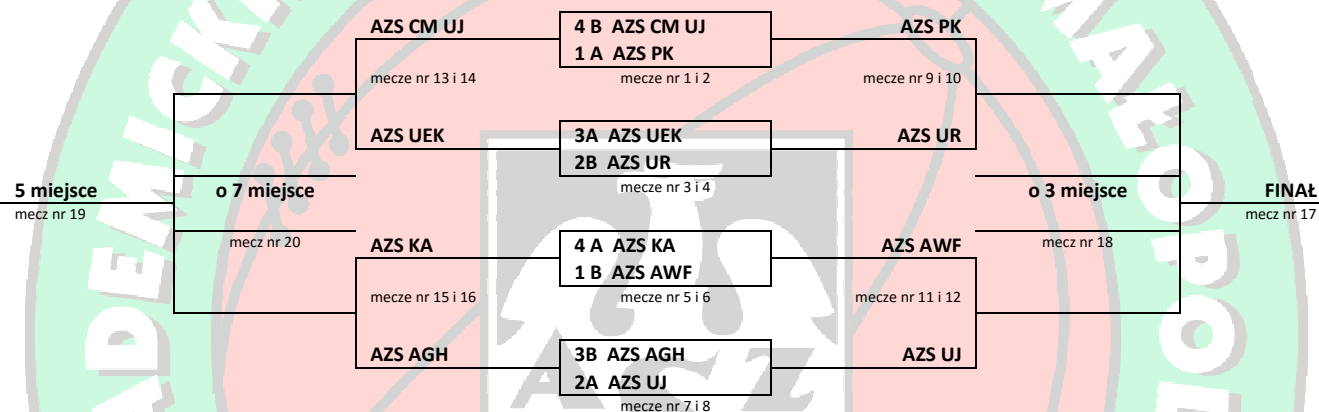 AZS CM UJ
4 B AZS CM UJ
AZS PK
1 A AZS PK
mecze nr 13 i 14
mecze nr 1 i 2
mecze nr 9 i 10
AZS UEK
3A AZS UEK
AZS UR
2B AZS UR
5 miejsce
o 7 miejsce
mecze nr 3 i 4
o 3 miejsce
FINAŁ
mecz nr 19
mecz nr 17
mecz nr 20
AZS KA
4 A AZS KA
AZS AWF
mecz nr 18
1 B AZS AWF
mecze nr 15 i 16
mecze nr 5 i 6
mecze nr 11 i 12
AZS AGH
3B AZS AGH
AZS UJ
2A AZS UJ
mecze nr 7 i 8
ADEMICKI
MAŁOPOL
AZS